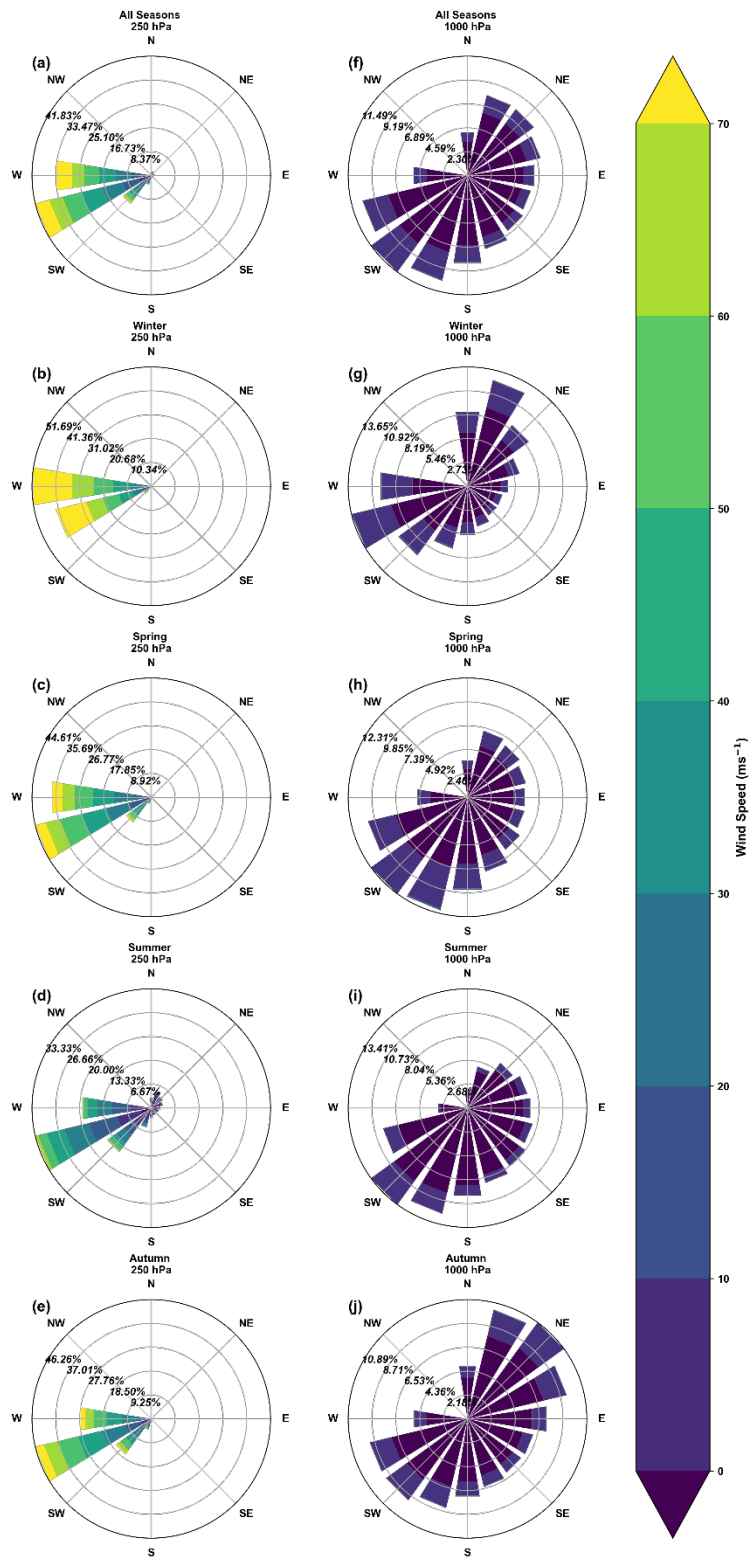 All Seasons
250 hPa
N
(a)
NW
NE
41.83%
33.47%
25.10%
16.73%
8.37%
W
E
SW
SE
S
All Seasons
1000 hPa
N
(f)
NW
NE
11.49%
9.19%
6.89%
4.59%
2.30%
W
E
SW
SE
S
Winter
250 hPa
N
(b)
NW
NE
51.69%
41.36%
31.02%
20.68%
10.34%
W
E
SW
SE
S
Winter
1000 hPa
N
(g)
NW
NE
13.65%
10.92%
8.19%
5.46%
2.73%
W
E
SW
SE
S
Spring
250 hPa
N
(c)
NW
NE
44.61%
35.69%
26.77%
17.85%
8.92%
W
E
SW
SE
S
Spring
1000 hPa
N
(h)
NW
NE
12.31%
9.85%
7.39%
4.92%
2.46%
W
E
SW
SE
S
Summer
250 hPa
N
(d)
NW
NE
33.33%
26.66%
20.00%
13.33%
6.67%
W
E
SW
SE
S
Summer
1000 hPa
N
(i)
NW
NE
13.41%
10.73%
8.04%
5.36%
2.68%
W
E
SW
SE
S
Autumn
250 hPa
N
(e)
NW
NE
46.26%
37.01%
27.76%
18.50%
9.25%
W
E
SW
SE
S
Autumn
1000 hPa
N
(j)
NW
NE
10.89%
8.71%
6.53%
4.36%
2.18%
W
E
SW
SE
S
70
60
50
40
30
20
10
0
Wind Speed (ms⁻¹)